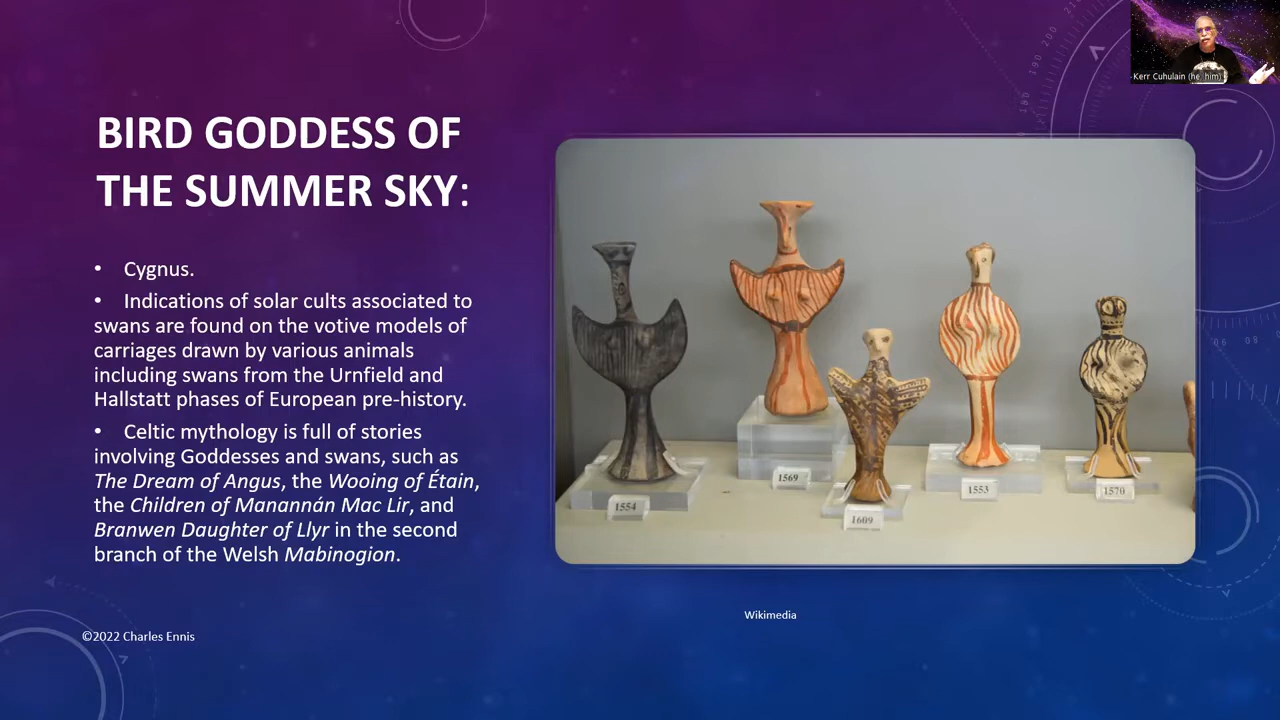 Kerr Cuhulain (he_him)
BIRD GODDESS OF
THE SUMMER SKY:
• Cygnus.
• Indications of solar cults associated to
swans are found on the votive models of
carriages drawn by various animals
including swans from the Urnfield and
Hallstatt phases of European pre-history.
• Celtic mythology is full of stories
involving Goddesses and swans, such as
The Dream of Angus, the Wooing of Étain,
the Children of Manannán Mac Lir, and
Branwen Daughter of Llyr in the second
branch of the Welsh Mabinogion.
1554
1569
1609
1553
1570
Wikimedia
©2022 Charles Ennis
180 190 200